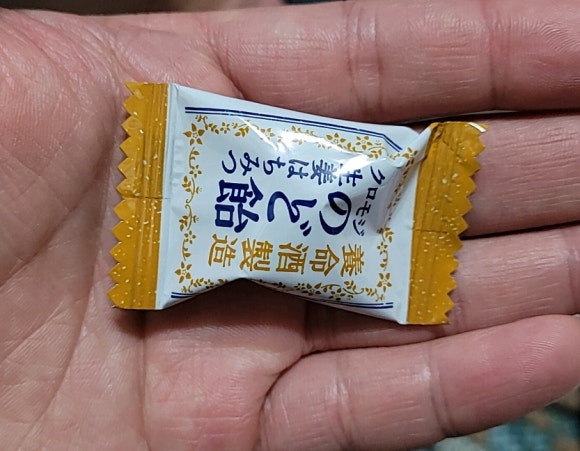 養命酒製造
クロモジ
のど飴
生姜はちみつ